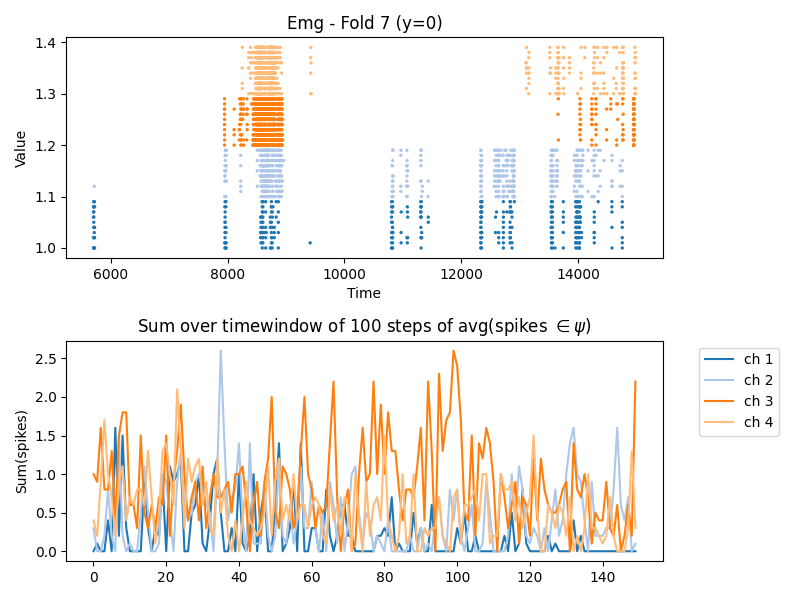 Emg - Fold 7 (y=0)
1.4
1.3
1.2
1.1
1.0
Value
6000 8000 10000 12000 14000
Time
Sum over timewindow of 100 steps of avg(spikes ∈ ψ)
2.5
2.0
1.5
1.0
0.5
0.0
Sum(spikes)
0 20 40 60 80 100 120 140
ch 1
ch 2
ch 3
ch 4